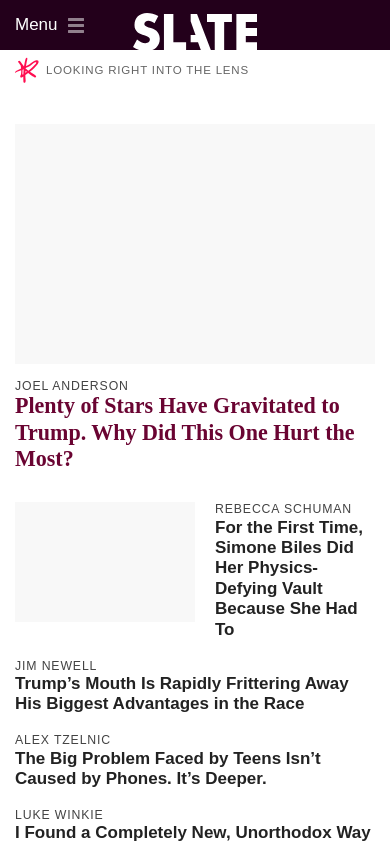 Menu
SLATE
LOOKING RIGHT INTO THE LENS
JOEL ANDERSON
Plenty of Stars Have Gravitated to
Trump. Why Did This One Hurt the
Most?
REBECCA SCHUMAN
For the First Time,
Simone Biles Did
Her Physics-
Defying Vault
Because She Had
To
JIM NEWELL
Trump’s Mouth Is Rapidly Frittering Away
His Biggest Advantages in the Race
ALEX TZELNIC
The Big Problem Faced by Teens Isn’t
Caused by Phones. It’s Deeper.
LUKE WINKIE
I Found a Completely New, Unorthodox Way